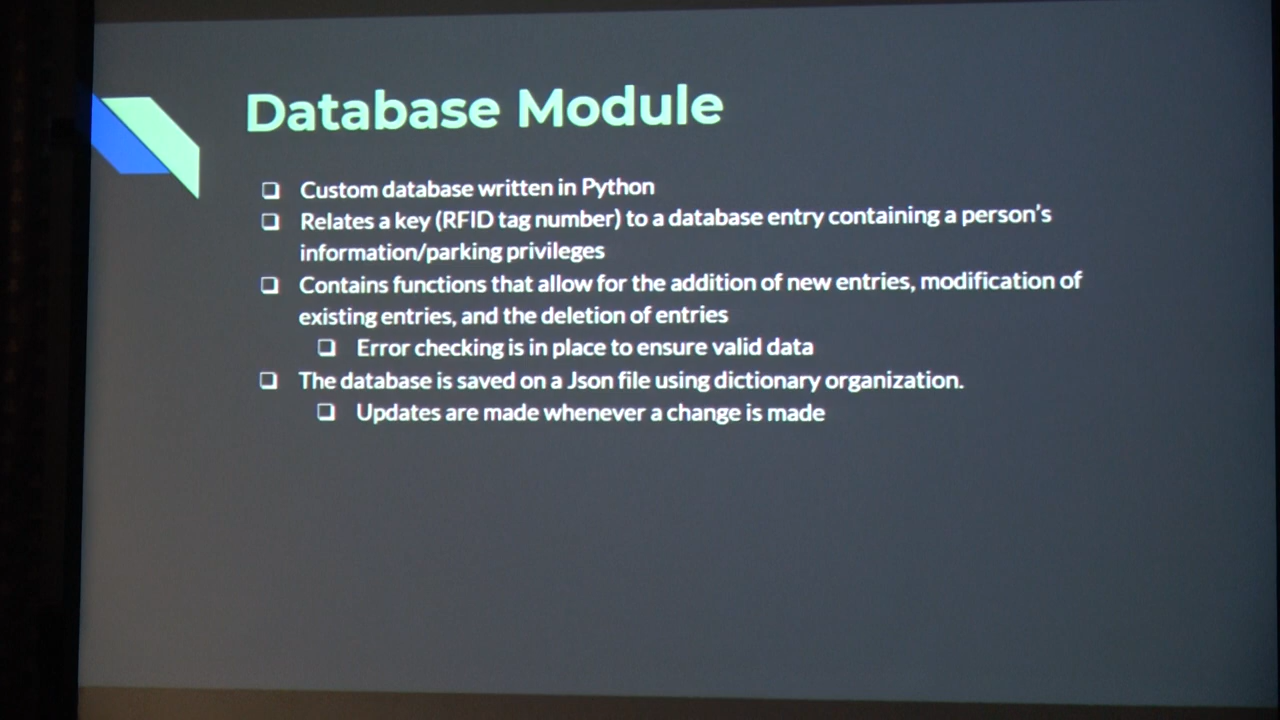 Database Module
❏ Custom database written in Python
❏ Relates a key (RFID tag number) to a database entry containing a person's
information/parking privileges
❏ Contains functions that allow for the addition of new entries, modification of
existing entries, and the deletion of entries
❏ Error checking is in place to ensure valid data
❏ The database is saved on a Json file using dictionary organization.
❏ Updates are made whenever a change is made